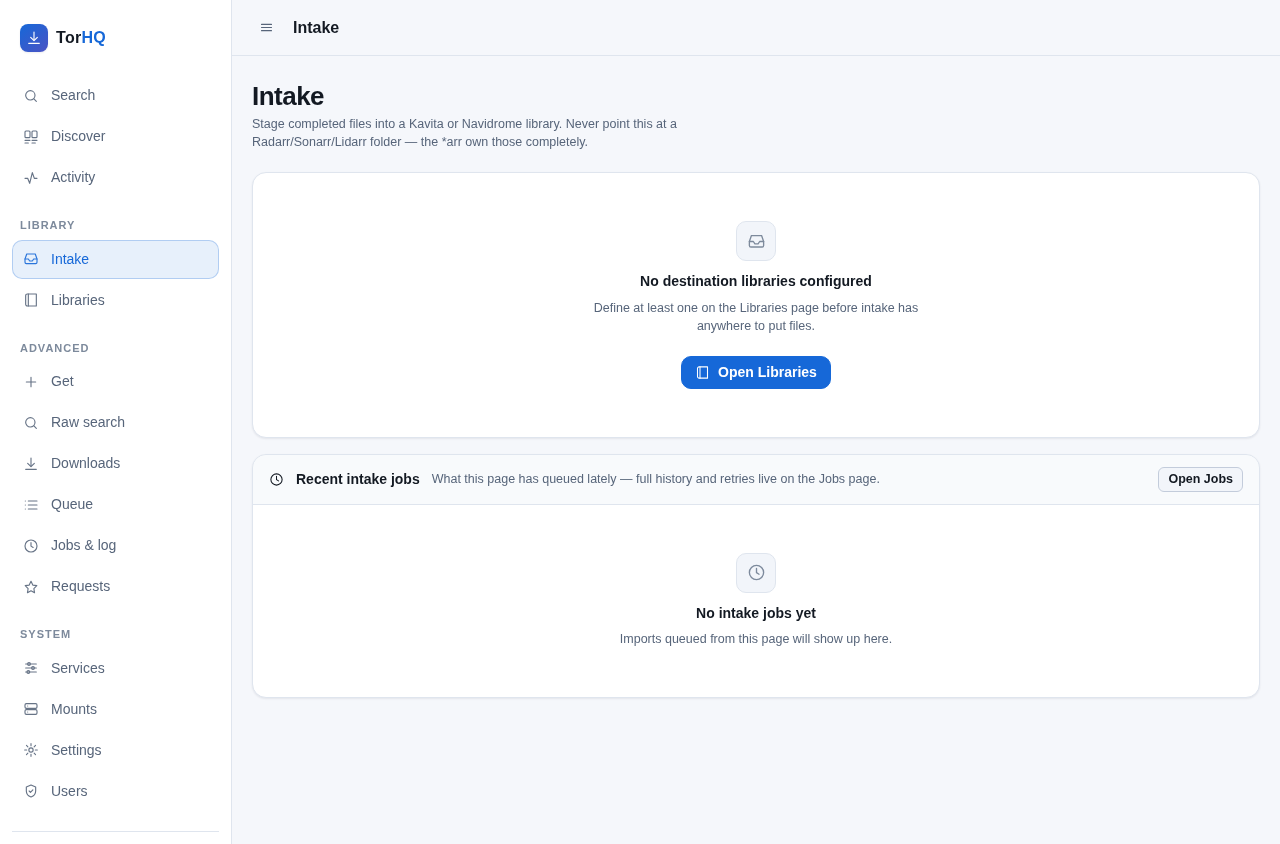 TorHQ
Search
Discover
Activity
LIBRARY
Intake
Libraries
ADVANCED
Get
Raw search
Downloads
Queue
Jobs & log
Requests
SYSTEM
Services
Mounts
Settings
Users
Intake
Intake
Stage completed files into a Kavita or Navidrome library. Never point this at a
Radarr/Sonarr/Lidarr folder — the *arr own those completely.
No destination libraries configured
Define at least one on the Libraries page before intake has
anywhere to put files.
Open Libraries
Recent intake jobs What this page has queued lately — full history and retries live on the Jobs page. Open Jobs
No intake jobs yet
Imports queued from this page will show up here.